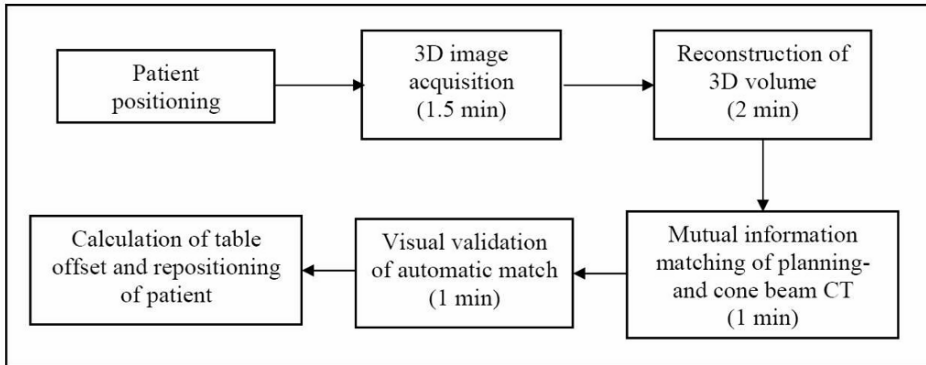 Patient
positioning
3D image
acquisition
(1.5 min)
Reconstruction of
3D volume
(2 min)
Mutual information
matching of planning-
and cone beam CT
(1 min)
Visual validation
of automatic match
(1 min)
Calculation of table
offset and repositioning
of patient